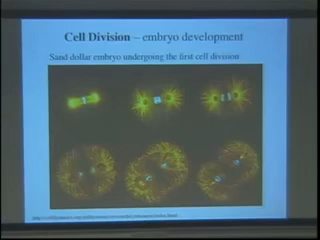 Cell Division – embryo development
Sand dollar embryo undergoing the first cell division